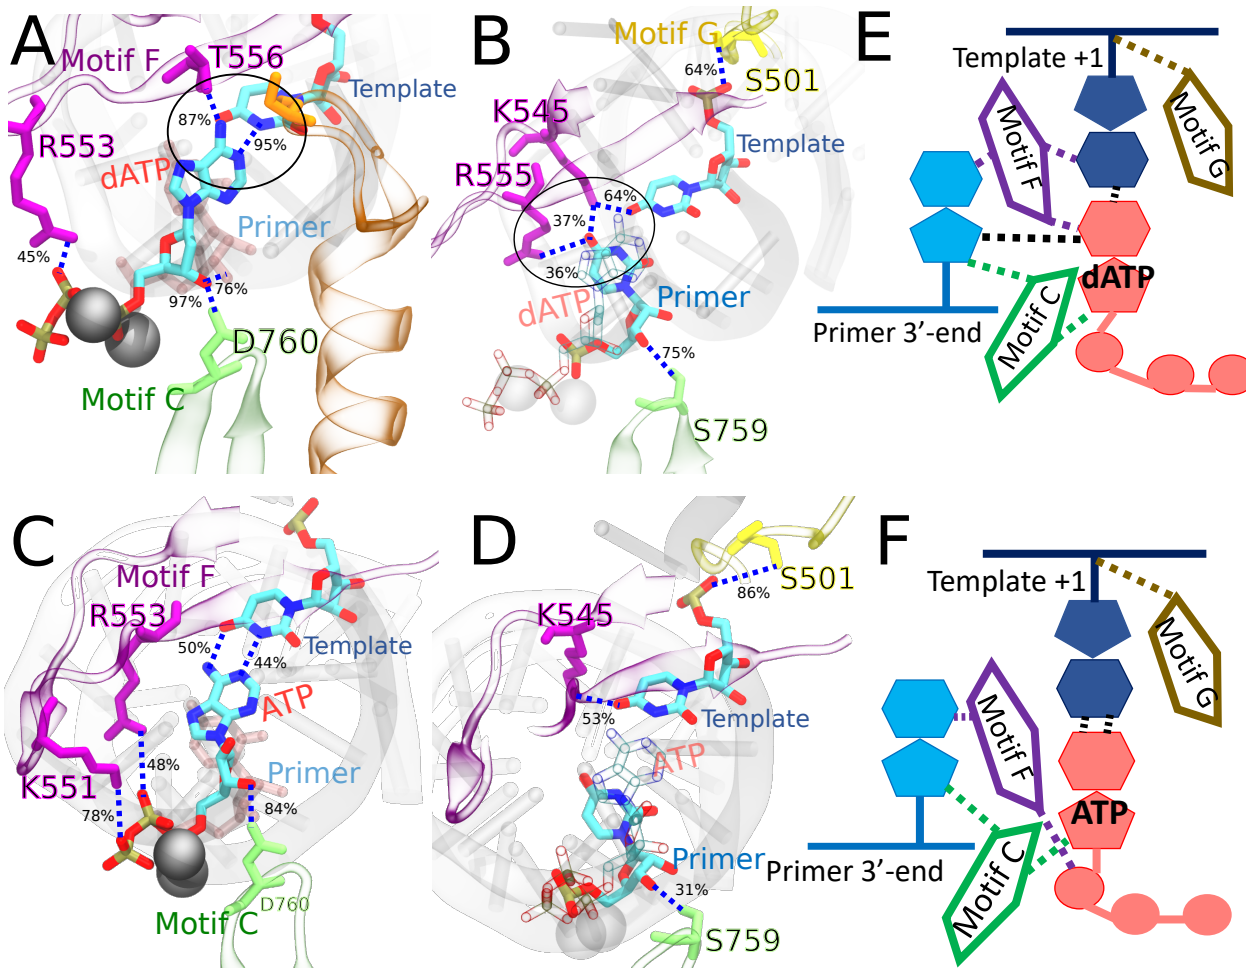 A
Motif F
T556
Template
87%
R553
95%
dATP
Primer
45%
76%
97%
D760
Motif C
B
Motif G
64%
S501
K545
Template
R555
64%
37%
36%
dATP
Primer
75%
S759
E
Template +1
Motif F
Motif G
dATP
Motif C
Primer 3’-end
C
Motif F
R553
50%
Template
44%
ATP
K551
48%
Primer
78%
84%
D760
Motif C
D
S501
86%
K545
53%
Template
ATP
Primer
31%
S759
F
Template +1
Motif F
Motif G
ATP
Motif C
Primer 3’-end